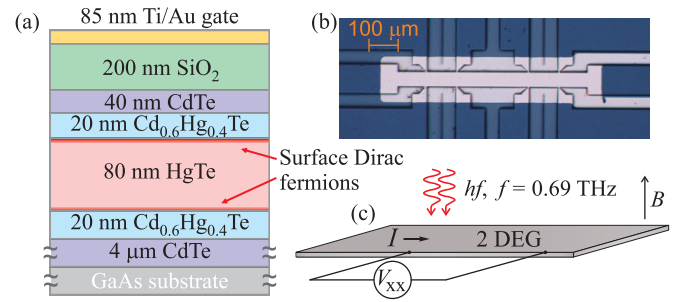 (a)
85 nm Ti/Au gate
200 nm SiO₂
40 nm CdTe
20 nm Cd₀.₆Hg₀.₄Te
80 nm HgTe
20 nm Cd₀.₆Hg₀.₄Te
4 μm CdTe
GaAs substrate
Surface Dirac
fermions
(b)
100 μm
hf, f = 0.69 THz
B
(c)
I
2 DEG
Vxx